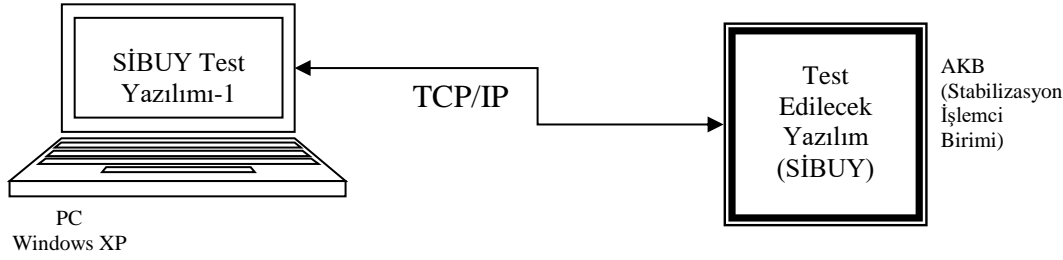 SİBUY Test
Yazılımı-1
PC
Windows XP
TCP/IP
Test
Edilecek
Yazılım
(SİBUY)
AKB
(Stabilizasyon
İşlemci
Birimi)